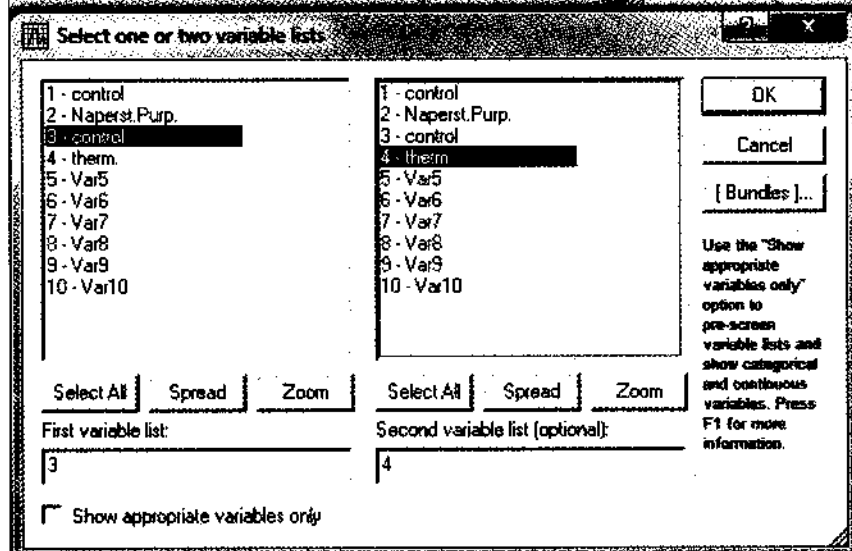 Select one or two variable lists
1 - control
2 - Naperst.Purp.
3 - control
4 - therm.
5 - Var5
6 - Var6
7 - Var7
8 - Var8
9 - Var9
10 - Var10
Select All Spread Zoom
First variable list:
3
Show appropriate variables only
1 - control
2 - Naperst.Purp.
3 - control
4 - therm
5 - Var5
6 - Var6
7 - Var7
8 - Var8
9 - Var9
10 - Var10
Select All Spread Zoom
Second variable list (optional):
4
OK
Cancel
[ Bundles ]...
Use the "Show
appropriate
variables only"
option to
pre-screen
variable lists and
show categorical
and continuous
variables. Press
F1 for more
information.